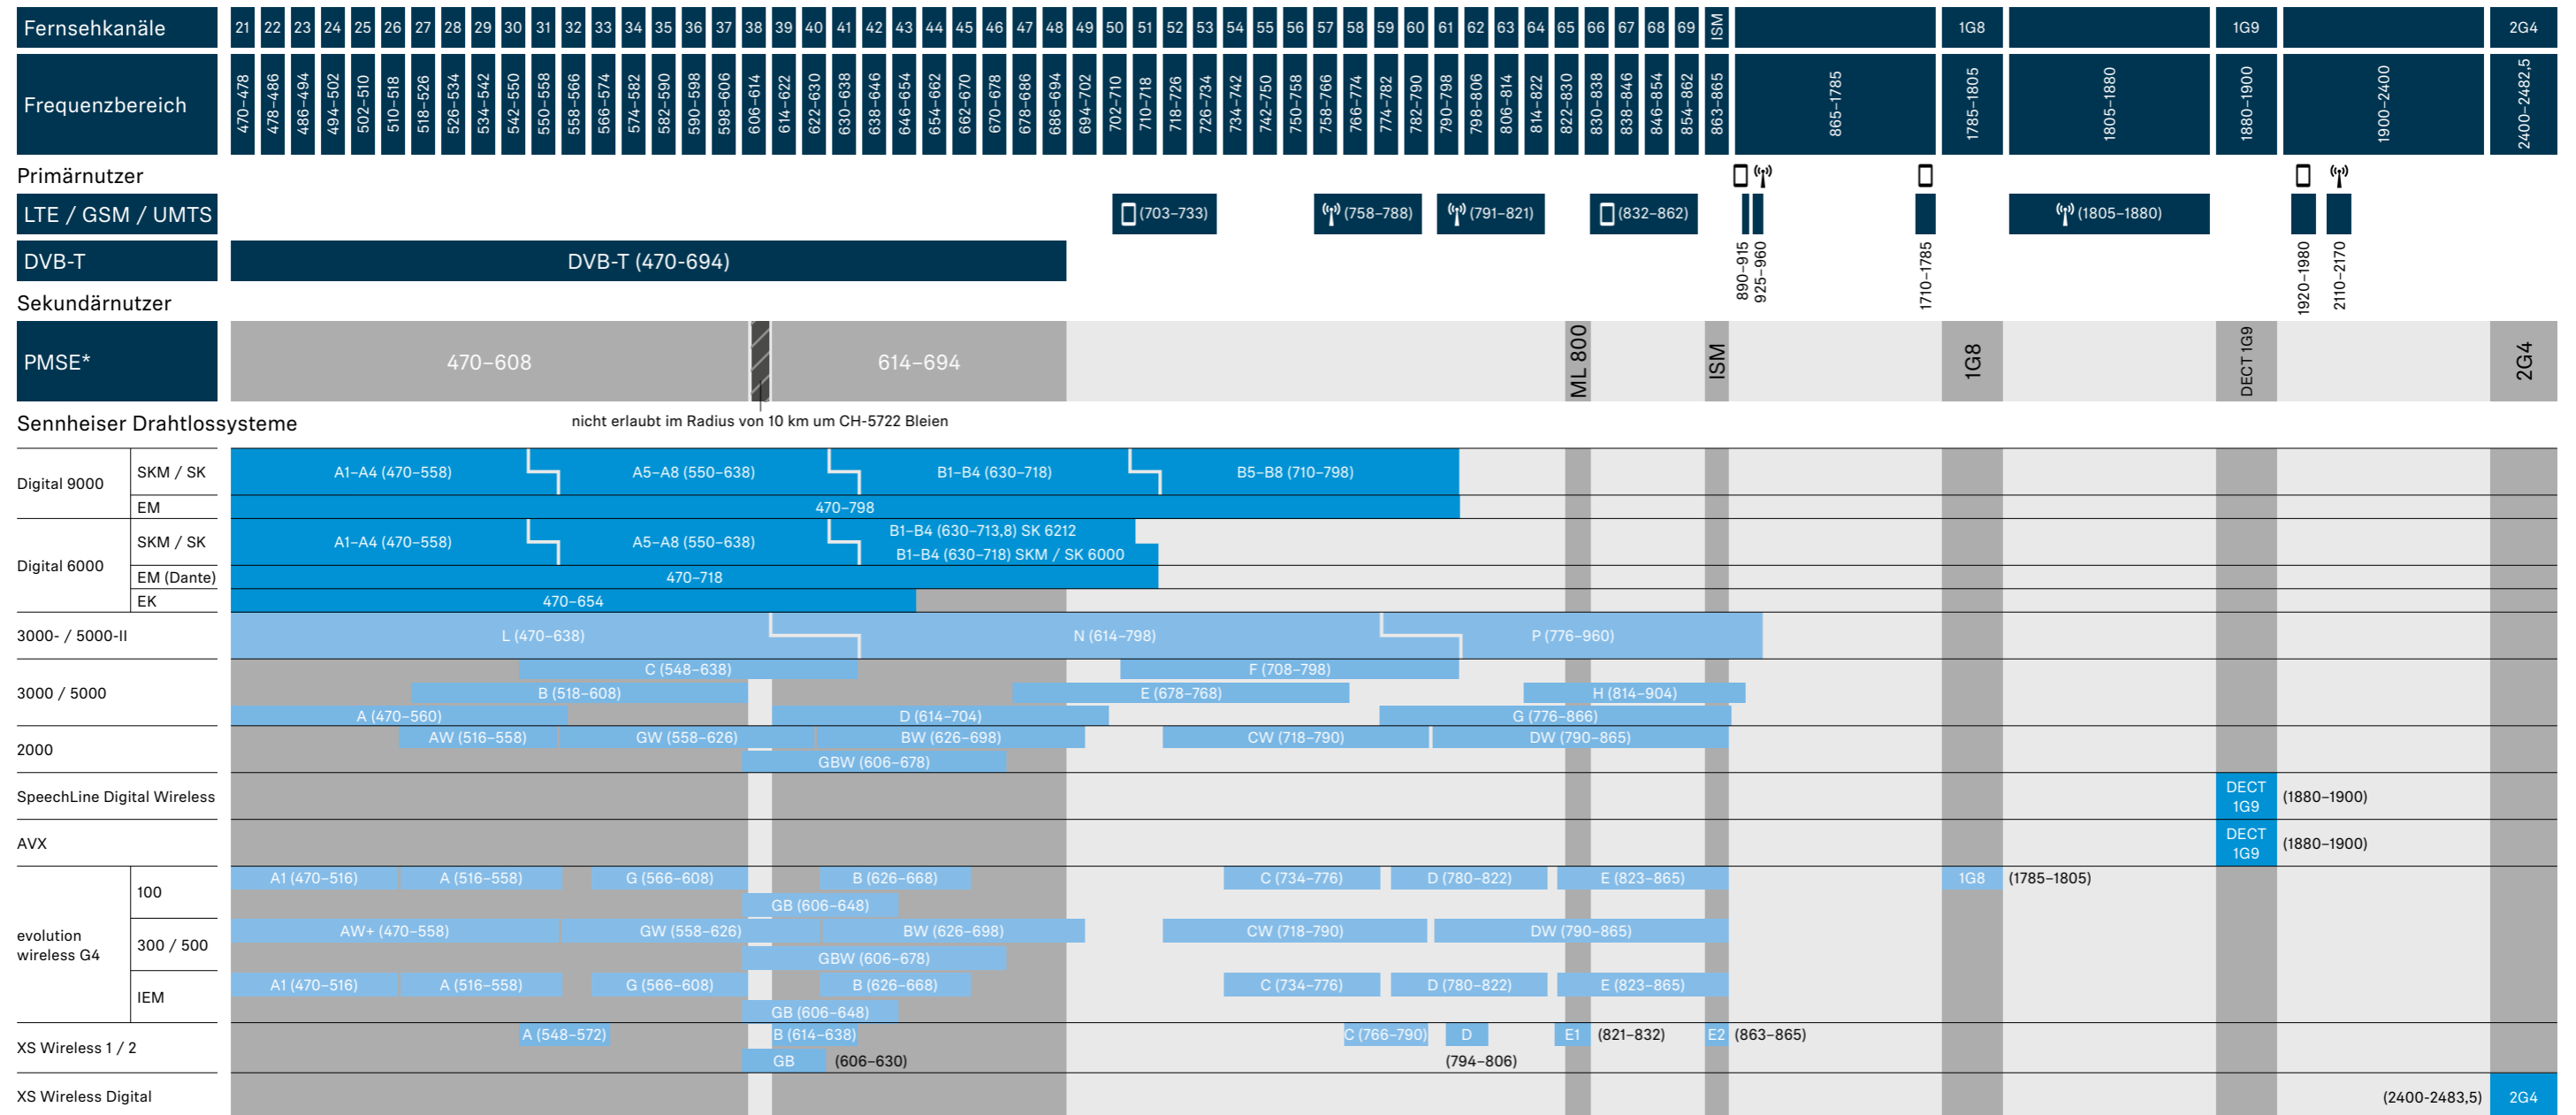 Fernsehkanäle 21 22 23 24 25 26 27 28 29 30 31 32 33 34 35 36 37 38 39 40 41 42 43 44 45 46 47 48 49 50 51 52 53 54 55 56 57 58 59 60 61 62 63 64 65 66 67 68 69 ISM 1G8 1G9 2G4
Frequenzbereich 470–478 478–486 486–494 494–502 502–510 510–518 518–526 526–534 534–542 542–550 550–558 558–566 566–574 574–582 582–590 590–598 598–606 606–614 614–622 622–630 630–638 638–646 646–654 654–662 662–670 670–678 678–686 686–694 694–702 702–710 710–718 718–726 726–734 734–742 742–750 750–758 758–766 766–774 774–782 782–790 790–798 798–806 806–814 814–822 822–830 830–838 838–846 846–854 854–862 863–865 865–1785 1785–1805 1805–1880 1880–1900 1900–2400 2400–2482,5
Primärnutzer
LTE / GSM / UMTS (703–733) (758–788) (791–821) (832–862) (1805–1880)
890–915 925–960 1710–1785 1920–1980 2110–2170
DVB-T DVB-T (470-694)
Sekundärnutzer
PMSE* 470–608 614–694 ML 800 ISM 1G8 DECT 1G9 2G4
nicht erlaubt im Radius von 10 km um CH-5722 Bleien
Sennheiser Drahtlossysteme
Digital 9000
SKM / SK A1–A4 (470–558) A5–A8 (550–638) B1–B4 (630–718) B5–B8 (710–798)
EM 470–798
Digital 6000
SKM / SK A1–A4 (470–558) A5–A8 (550–638) B1–B4 (630–713,8) SK 6212
B1–B4 (630–718) SKM / SK 6000
EM (Dante) 470–718
EK 470–654
3000- / 5000-II L (470–638) N (614–798) P (776–960)
3000 / 5000
C (548–638) F (708–798)
B (518–608) E (678–768) H (814–904)
A (470–560) D (614–704) G (776–866)
2000
AW (516–558) GW (558–626) BW (626–698) CW (718–790) DW (790–865)
GBW (606–678)
SpeechLine Digital Wireless DECT 1G9 (1880–1900)
AVX DECT 1G9 (1880–1900)
evolution
wireless G4
100
A1 (470–516) A (516–558) G (566–608) B (626–668) C (734–776) D (780–822) E (823–865) 1G8 (1785–1805)
GB (606–648)
300 / 500
AW+ (470–558) GW (558–626) BW (626–698) CW (718–790) DW (790–865)
GBW (606–678)
IEM
A1 (470–516) A (516–558) G (566–608) B (626–668) C (734–776) D (780–822) E (823–865)
GB (606–648)
XS Wireless 1 / 2
A (548–572) B (614–638) C (766–790) D E1 (821–832) E2 (863–865)
GB (606–630) (794–806)
XS Wireless Digital (2400-2483,5) 2G4